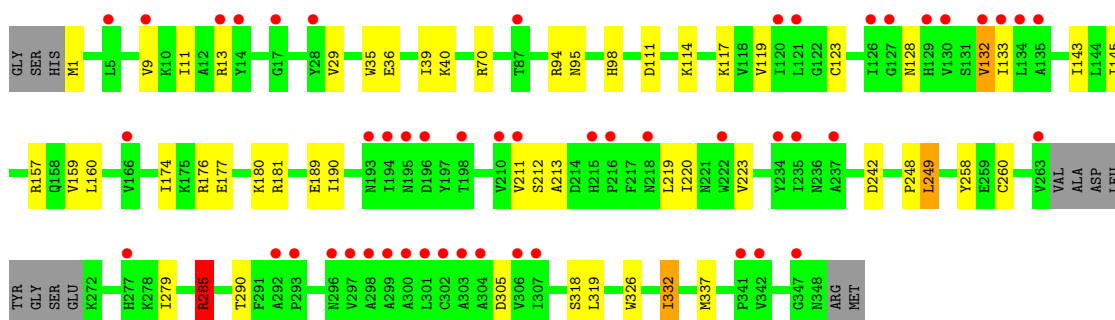 GLY SER HIS M1 L5 V9 K10 I11 A12 R13 Y14 G17 Y28 V29 W35 E36 I39 K40 R70 T87 R94 N95 H98 D111 K114 K117 V118 V119 I120 L121 G122 C123 I126 G127 N128 H129 V130 S131 V132 I133 L134 A135 I143 L144 I145
R157 Q158 V159 L160 V166 I174 K175 R176 E177 K180 R181 E189 I190 N193 I194 N195 D196 Y197 T198 V210 V211 S212 A213 D214 H215 P216 F217 N218 L219 I220 N221 W222 V223 Y234 I235 N236 A237 D242 P248 L249 Y258 E259 C260 V263 VAL ALA ASP LEU
TYR GLY SER GLU K272 H277 K278 I279 R285 T290 F291 A292 P293 N296 V297 A298 A299 A300 L301 C302 A303 A304 D305 V306 I307 S318 L319 W326 I332 M337 P341 V342 G347 N348 ARG MET